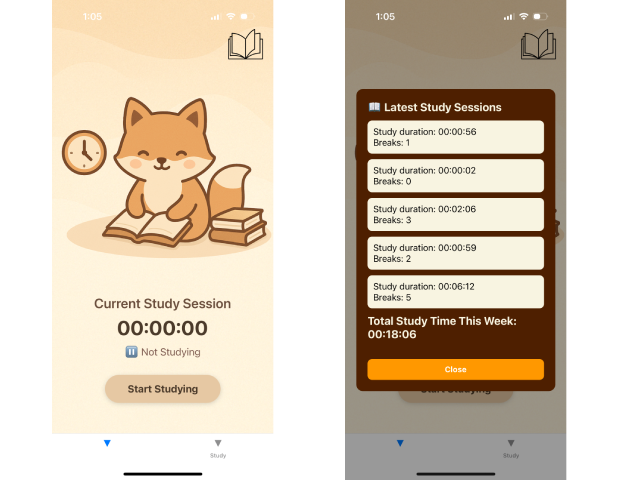 1:05
Current Study Session
00:00:00
Not Studying
Start Studying
Study
1:05
Latest Study Sessions
Study duration: 00:00:56
Breaks: 1
Study duration: 00:00:02
Breaks: 0
Study duration: 00:02:06
Breaks: 3
Study duration: 00:00:59
Breaks: 2
Study duration: 00:06:12
Breaks: 5
Total Study Time This Week:
00:18:06
Close
Start Studying
Study